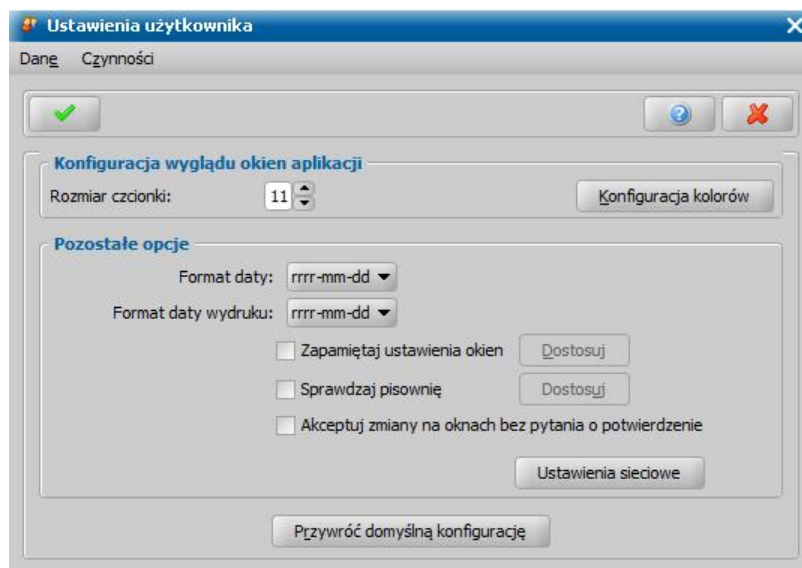 Ustawienia użytkownika
Dane Czynności
Konfiguracja wyglądu okien aplikacji
Rozmiar czcionki: 11 Konfiguracja kolorów
Pozostałe opcje
Format daty: rrrr-mm-dd
Format daty wydruku: rrrr-mm-dd
Zapamiętaj ustawienia okien Dostosuj
Sprawdzaj pisownię Dostosuj
Akceptuj zmiany na oknach bez pytania o potwierdzenie
Ustawienia sieciowe
Przywróć domyślną konfigurację